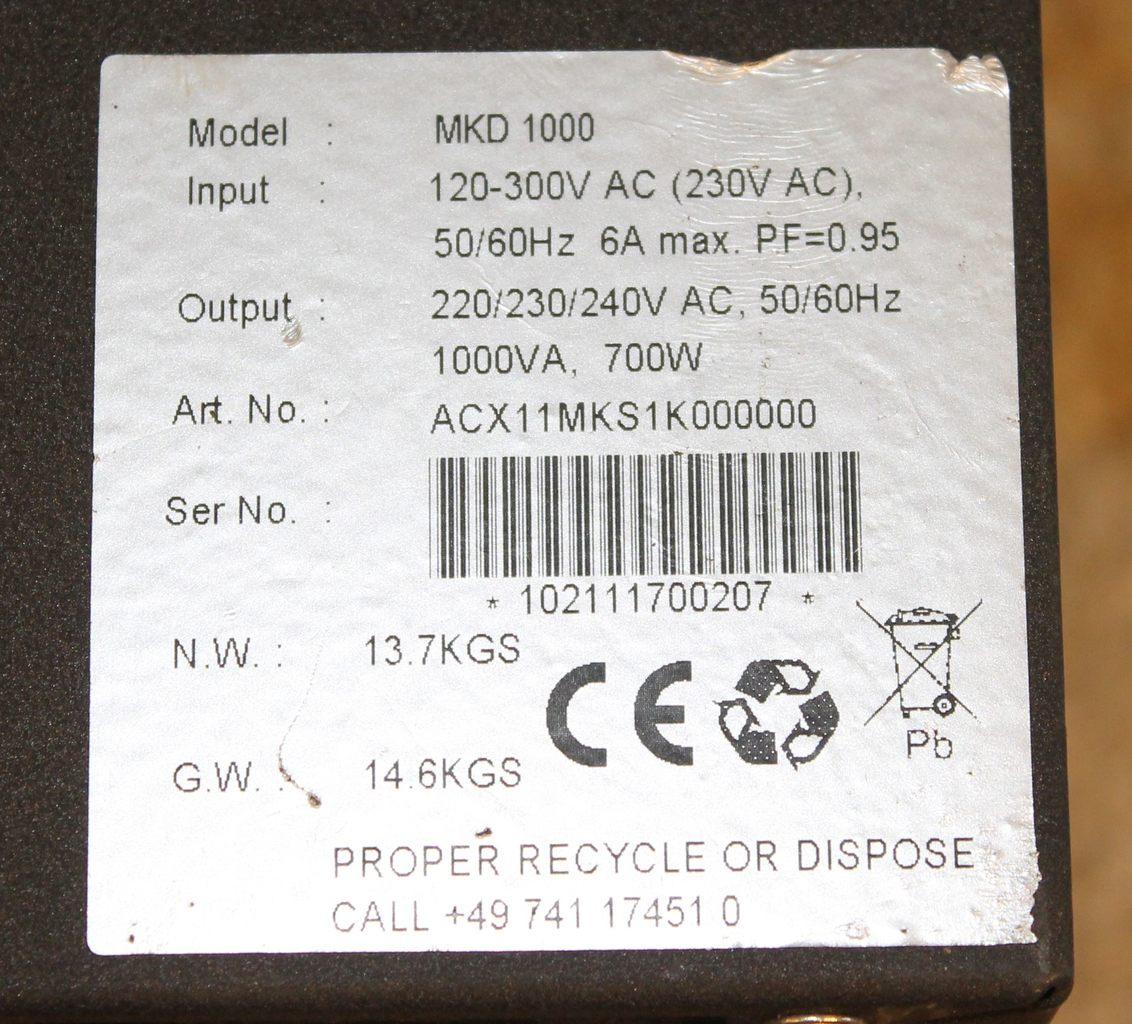 Model : MKD 1000
Input : 120-300V AC (230V AC),
50/60Hz 6A max. PF=0.95
Output : 220/230/240V AC, 50/60Hz
1000VA, 700W
Art. No. : ACX11MKS1K000000
Ser No. :
* 102111700207 *
N.W. : 13.7KGS
CE
Pb
G.W. : 14.6KGS
PROPER RECYCLE OR DISPOSE
CALL +49 741 17451 0